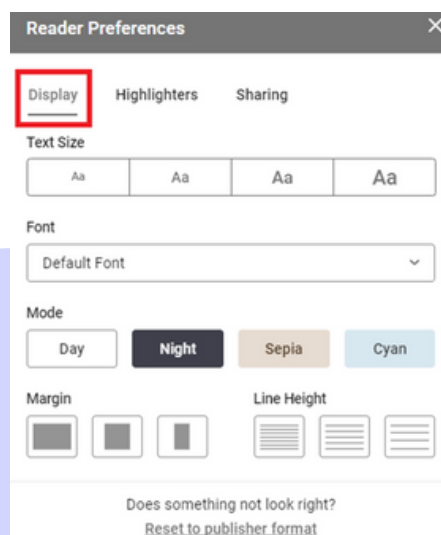 Reader Preferences
Display Highlighters Sharing
Text Size
Aa Aa Aa Aa
Font
Default Font
Mode
Day Night Sepia Cyan
Margin Line Height
Does something not look right?
Reset to publisher format